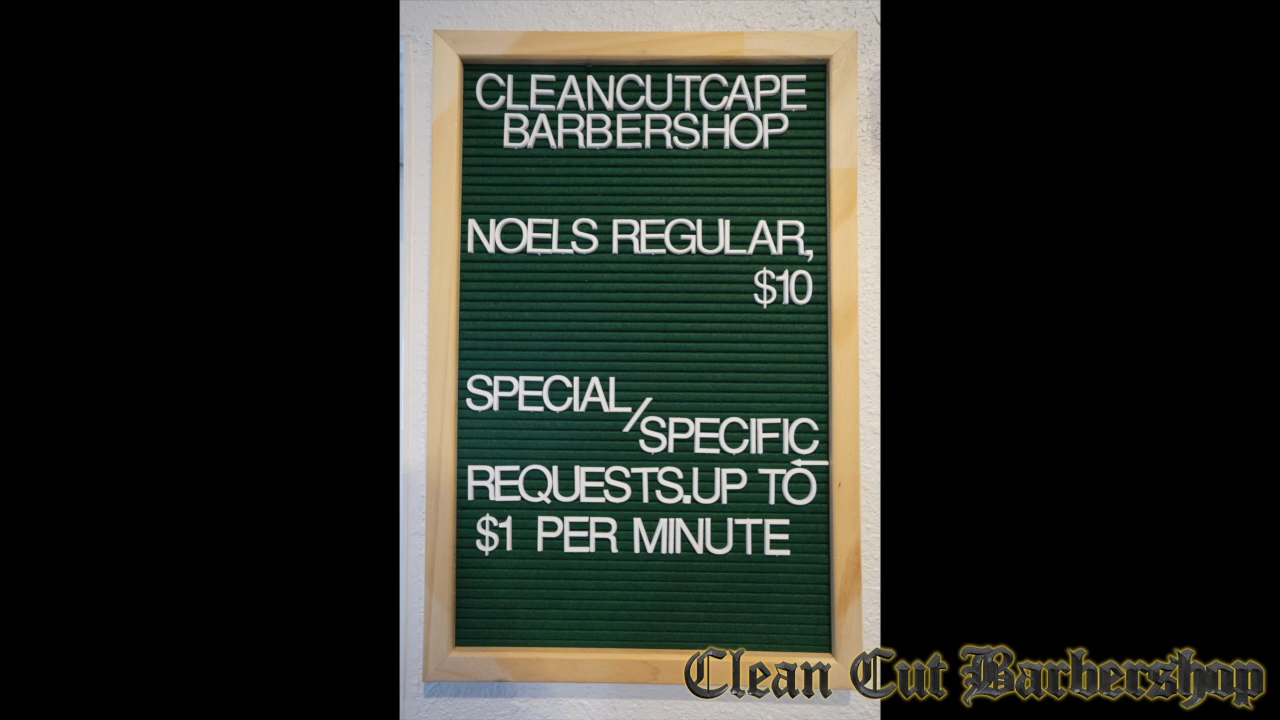 CLEANCUTCAPE
BARBERSHOP
NOELS REGULAR,
$10
SPECIAL/
SPECIFIC
REQUESTS.UP TO
$1 PER MINUTE
Clean Cut Barbershop